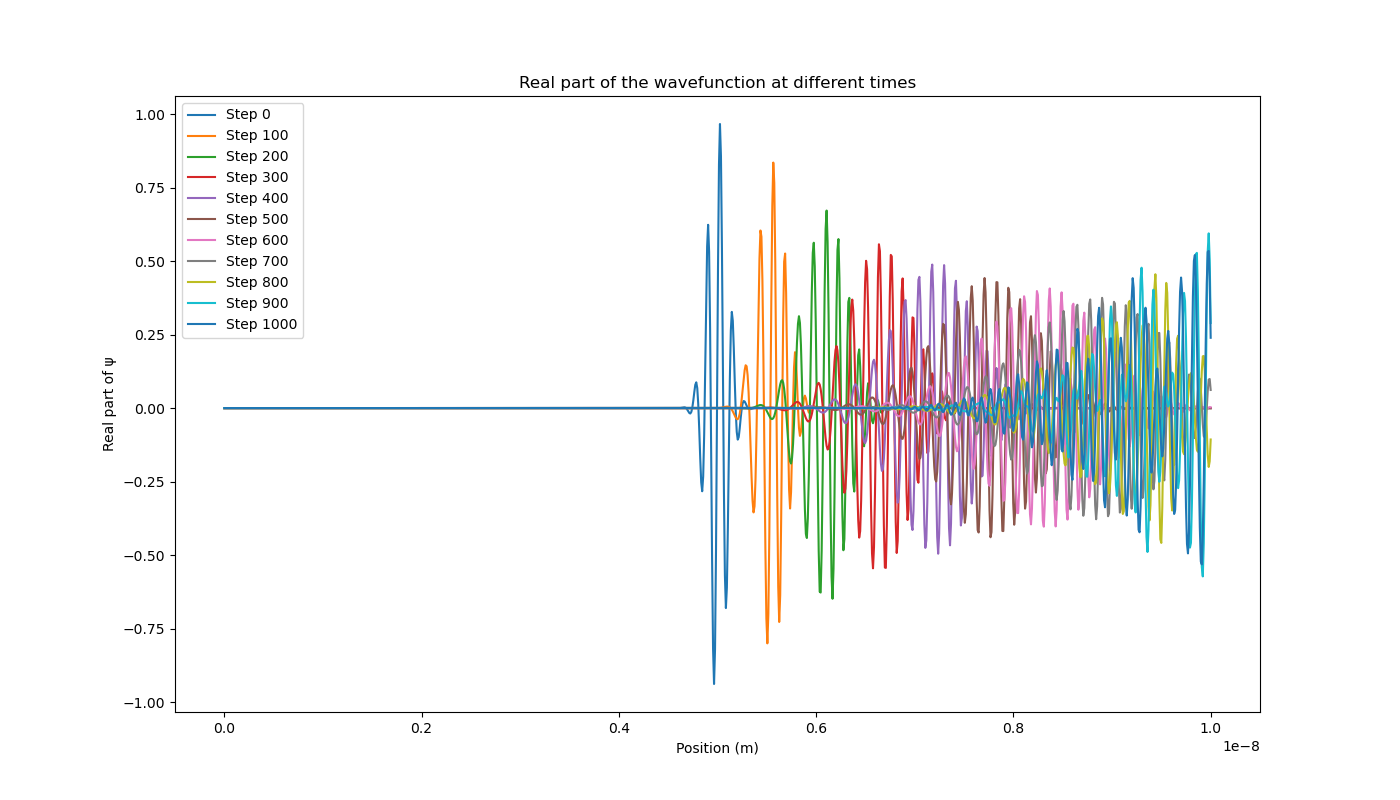 Real part of the wavefunction at different times
1.00
0.75
0.50
0.25
0.00
−0.25
−0.50
−0.75
−1.00
Real part of ψ
Step 0
Step 100
Step 200
Step 300
Step 400
Step 500
Step 600
Step 700
Step 800
Step 900
Step 1000
0.0
0.2
0.4
0.6
0.8
1.0
1e−8
Position (m)